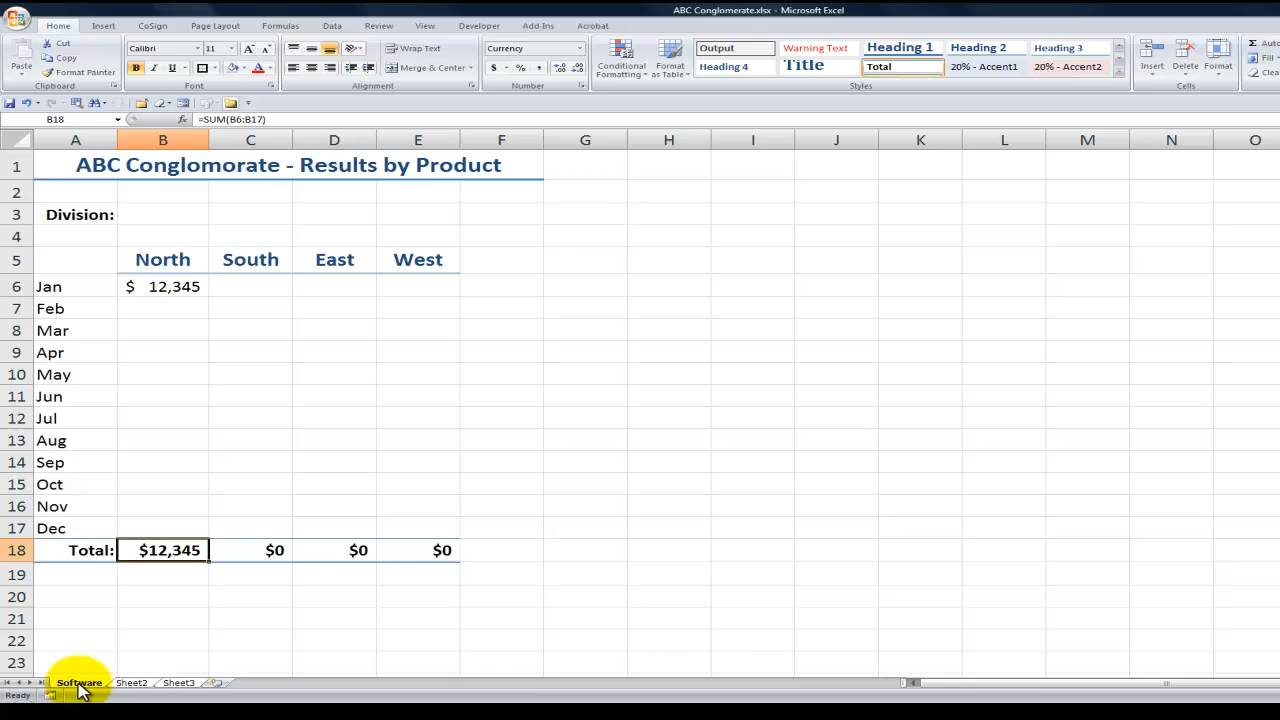 ABC Conglomerate.xlsx - Microsoft Excel
Home Insert CoSign Page Layout Formulas Data Review View Developer Add-Ins Acrobat
Paste Cut Copy Format Painter Clipboard
Calibri 11 B I U A A A Font
Wrap Text Merge & Center Alignment
Currency $ % , Number
Conditional Formatting Format as Table
Output Warning Text Heading 1 Heading 2 Heading 3
Heading 4 Title Total 20% - Accent1 20% - Accent2
Styles
Insert Delete Format Cells
Σ Auto
Fill
Clea
B18 fx =SUM(B6:B17)
A B C D E F G H I J K L M N O
1 ABC Conglomorate - Results by Product
2
3 Division:
4
5 North South East West
6 Jan $ 12,345
7 Feb
8 Mar
9 Apr
10 May
11 Jun
12 Jul
13 Aug
14 Sep
15 Oct
16 Nov
17 Dec
18 Total: $12,345 $0 $0 $0
19
20
21
22
23
Software Sheet2 Sheet3
Ready